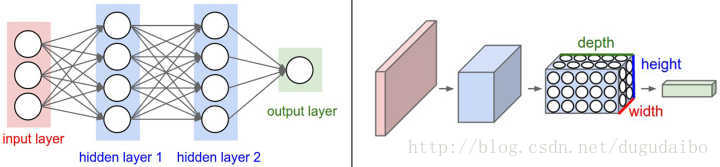 input layer
hidden layer 1
hidden layer 2
output layer
depth
height
width
http://blog.csdn.net/dugudaibo